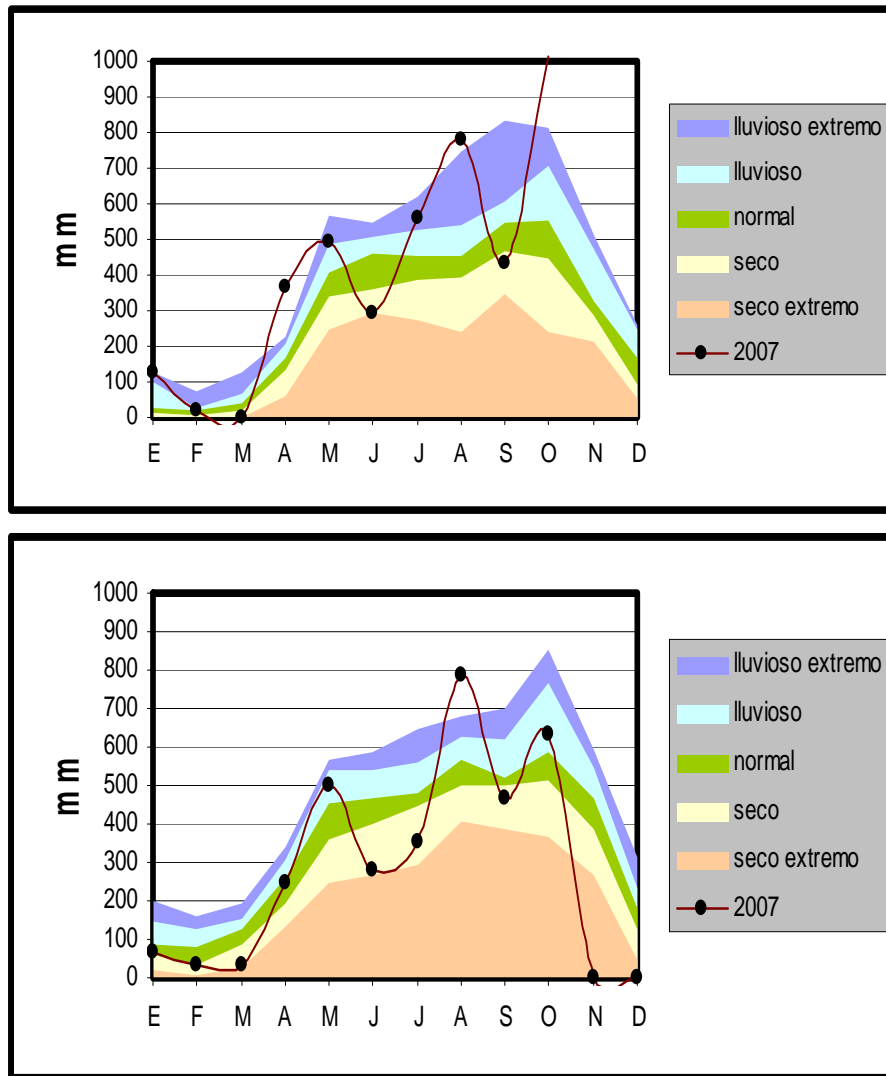 1000
900
800
700
600
500
400
300
200
100
0
mm
E F M A M J J A S O N D
lluvioso extremo
lluvioso
normal
seco
seco extremo
2007
1000
900
800
700
600
500
400
300
200
100
0
mm
E F M A M J J A S O N D
lluvioso extremo
lluvioso
normal
seco
seco extremo
2007